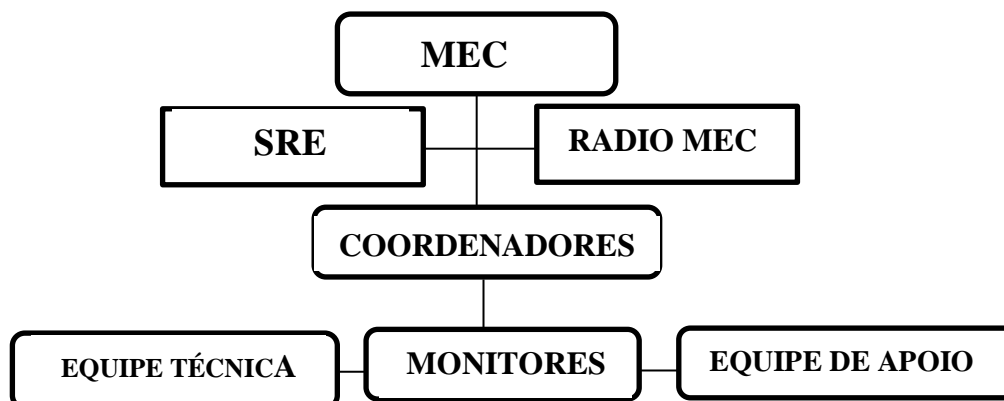 MEC
SRE
RADIO MEC
COORDENADORES
EQUIPE TÉCNICA
MONITORES
EQUIPE DE APOIO